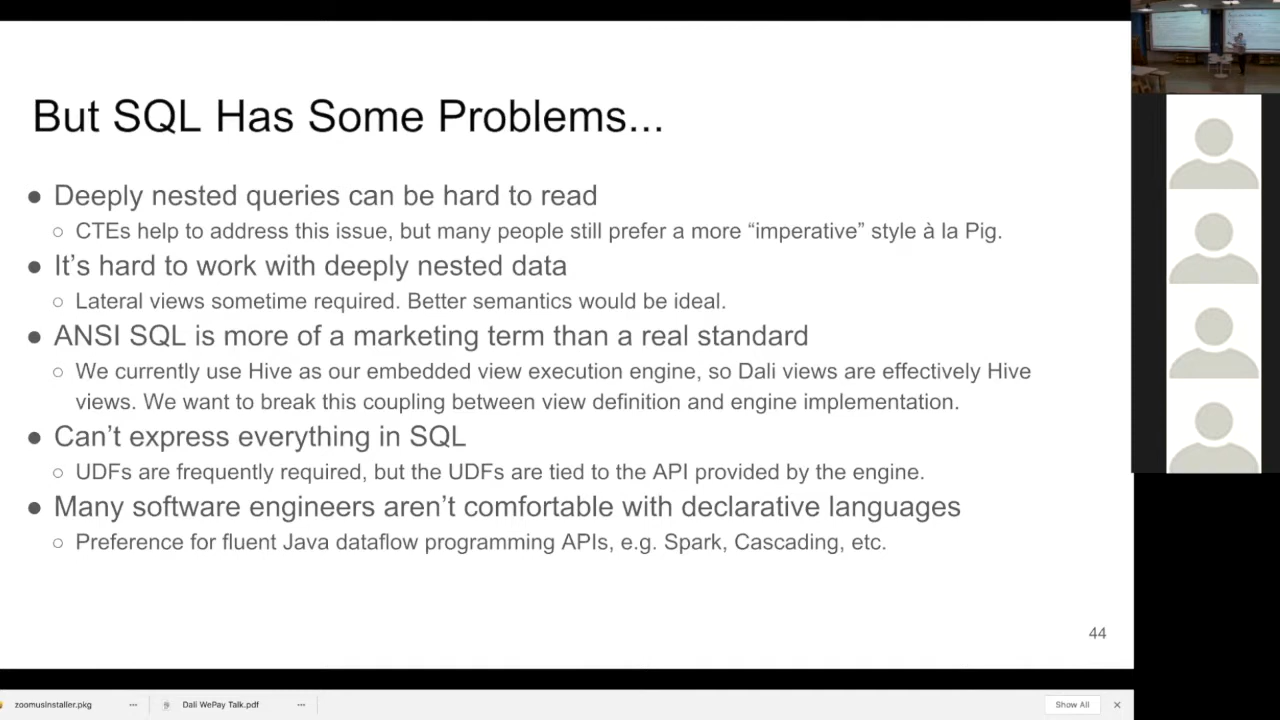 But SQL Has Some Problems...
● Deeply nested queries can be hard to read
○ CTEs help to address this issue, but many people still prefer a more “imperative” style à la Pig.
● It’s hard to work with deeply nested data
○ Lateral views sometime required. Better semantics would be ideal.
● ANSI SQL is more of a marketing term than a real standard
○ We currently use Hive as our embedded view execution engine, so Dali views are effectively Hive
views. We want to break this coupling between view definition and engine implementation.
● Can’t express everything in SQL
○ UDFs are frequently required, but the UDFs are tied to the API provided by the engine.
● Many software engineers aren’t comfortable with declarative languages
○ Preference for fluent Java dataflow programming APIs, e.g. Spark, Cascading, etc.
44
zoomusInstaller.pkg
Dali WePay Talk.pdf
Show All